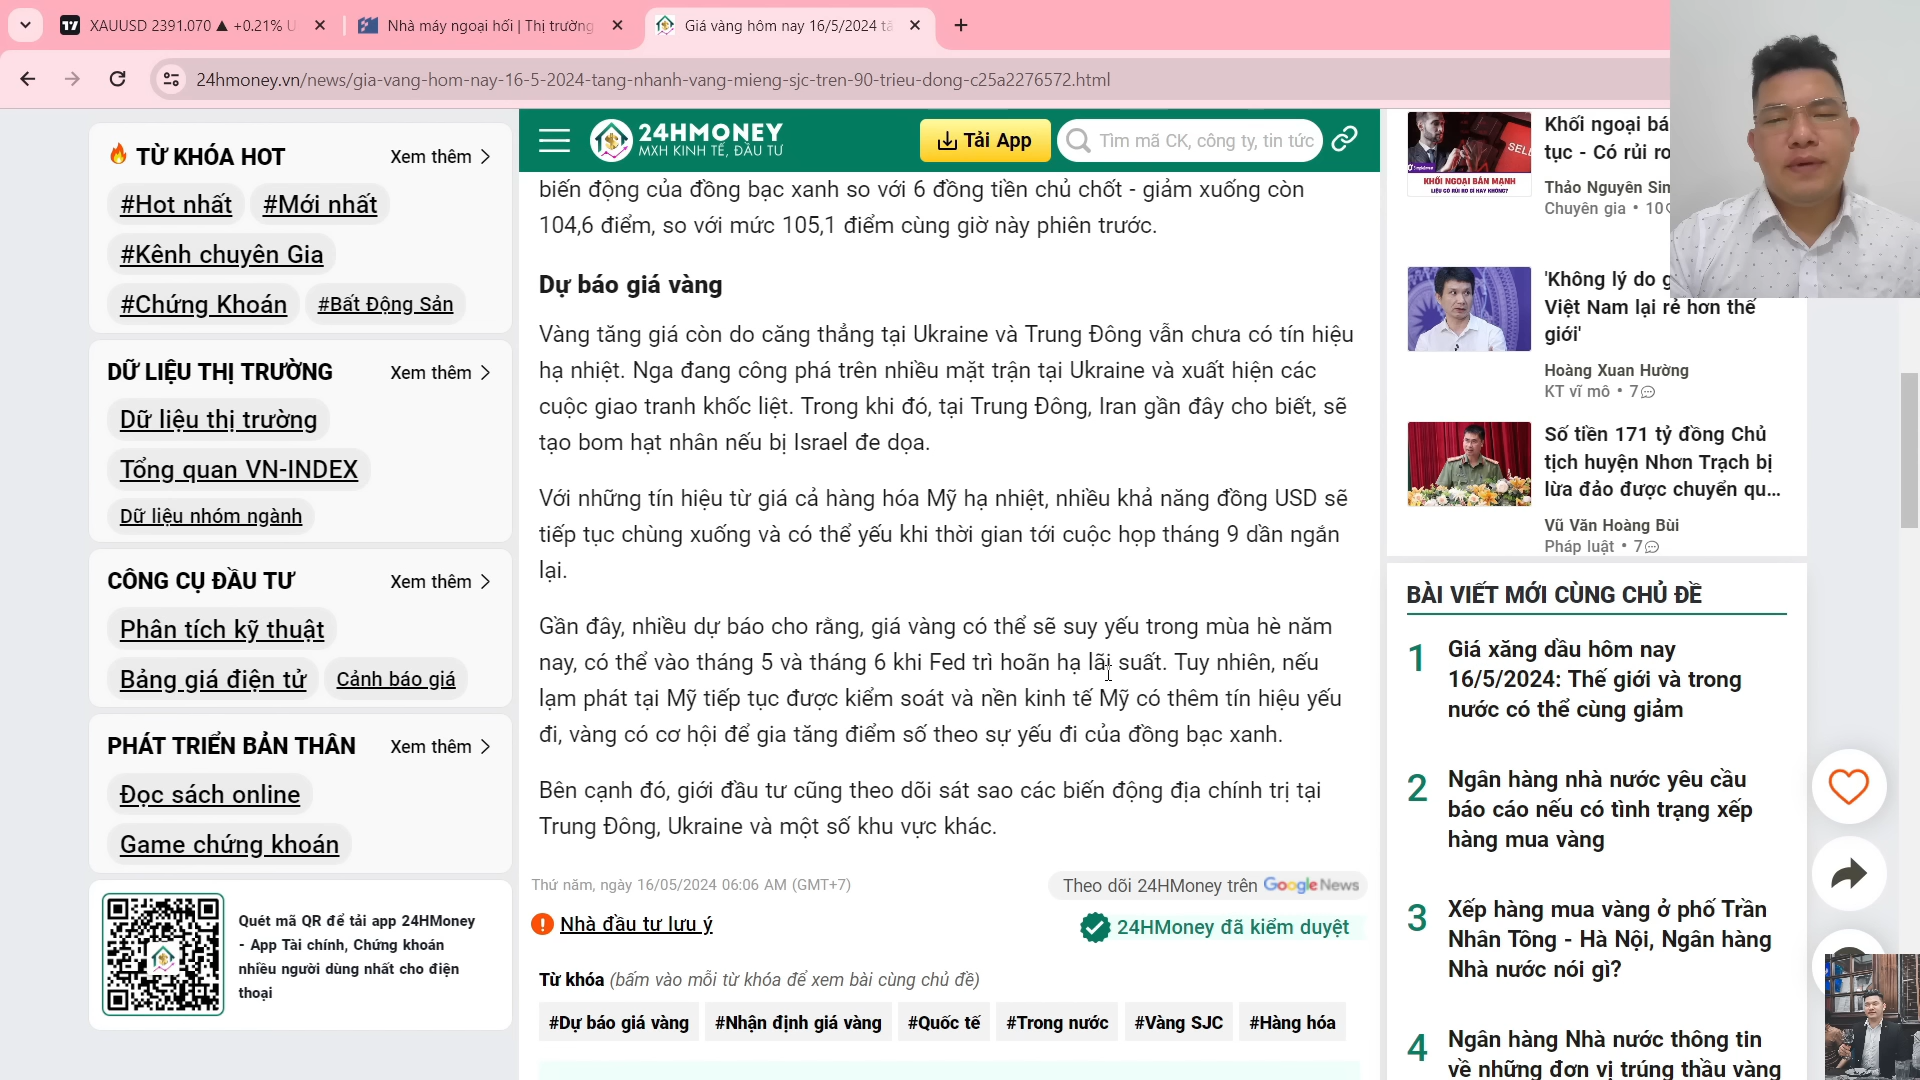 XAUUSD 2391.070 ▲ +0.21%
Nhà máy ngoại hối | Thị trường
Giá vàng hôm nay 16/5/2024 tă
24hmoney.vn/news/gia-vang-hom-nay-16-5-2024-tang-nhanh-vang-mieng-sjc-tren-90-trieu-dong-c25a2276572.html
TỪ KHÓA HOT
Xem thêm
#Hot nhất
#Mới nhất
#Kênh chuyên Gia
#Chứng Khoán
#Bất Động Sản
DỮ LIỆU THỊ TRƯỜNG
Xem thêm
Dữ liệu thị trường
Tổng quan VN-INDEX
Dữ liệu nhóm ngành
CÔNG CỤ ĐẦU TƯ
Xem thêm
Phân tích kỹ thuật
Bảng giá điện tử
Cảnh báo giá
PHÁT TRIỂN BẢN THÂN
Xem thêm
Đọc sách online
Game chứng khoán
Quét mã QR để tải app 24HMoney
- App Tài chính, Chứng khoán
nhiều người dùng nhất cho điện
thoại
24HMONEY
MXH KINH TẾ, ĐẦU TƯ
Tải App
Tìm mã CK, công ty, tin tức
biến động của đồng bạc xanh so với 6 đồng tiền chủ chốt - giảm xuống còn
104,6 điểm, so với mức 105,1 điểm cùng giờ này phiên trước.
Dự báo giá vàng
Vàng tăng giá còn do căng thẳng tại Ukraine và Trung Đông vẫn chưa có tín hiệu
hạ nhiệt. Nga đang công phá trên nhiều mặt trận tại Ukraine và xuất hiện các
cuộc giao tranh khốc liệt. Trong khi đó, tại Trung Đông, Iran gần đây cho biết, sẽ
tạo bom hạt nhân nếu bị Israel đe dọa.
Với những tín hiệu từ giá cả hàng hóa Mỹ hạ nhiệt, nhiều khả năng đồng USD sẽ
tiếp tục chùng xuống và có thể yếu khi thời gian tới cuộc họp tháng 9 dần ngắn
lại.
Gần đây, nhiều dự báo cho rằng, giá vàng có thể sẽ suy yếu trong mùa hè năm
nay, có thể vào tháng 5 và tháng 6 khi Fed trì hoãn hạ lãi suất. Tuy nhiên, nếu
lạm phát tại Mỹ tiếp tục được kiểm soát và nền kinh tế Mỹ có thêm tín hiệu yếu
đi, vàng có cơ hội để gia tăng điểm số theo sự yếu đi của đồng bạc xanh.
Bên cạnh đó, giới đầu tư cũng theo dõi sát sao các biến động địa chính trị tại
Trung Đông, Ukraine và một số khu vực khác.
Thứ năm, ngày 16/05/2024 06:06 AM (GMT+7)
Theo dõi 24HMoney trên Google News
Nhà đầu tư lưu ý
24HMoney đã kiểm duyệt
Từ khóa (bấm vào mỗi từ khóa để xem bài cùng chủ đề)
#Dự báo giá vàng
#Nhận định giá vàng
#Quốc tế
#Trong nước
#Vàng SJC
#Hàng hóa
SELL
KHỐI NGOẠI BÁN MẠNH
LIỆU CÓ RỦI RO GÌ HAY KHÔNG?
Khối ngoại bá
tục - Có rủi ro
Thảo Nguyên Sin
Chuyên gia • 10
'Không lý do g
Việt Nam lại rẻ hơn thế
giới'
Hoàng Xuan Hường
KT vĩ mô • 7
Số tiền 171 tỷ đồng Chủ
tịch huyện Nhơn Trạch bị
lừa đảo được chuyển qu...
Vũ Văn Hoàng Bùi
Pháp luật • 7
BÀI VIẾT MỚI CÙNG CHỦ ĐỀ
1
Giá xăng dầu hôm nay
16/5/2024: Thế giới và trong
nước có thể cùng giảm
2
Ngân hàng nhà nước yêu cầu
báo cáo nếu có tình trạng xếp
hàng mua vàng
3
Xếp hàng mua vàng ở phố Trần
Nhân Tông - Hà Nội, Ngân hàng
Nhà nước nói gì?
4
Ngân hàng Nhà nước thông tin
về những đơn vị trúng thầu vàng